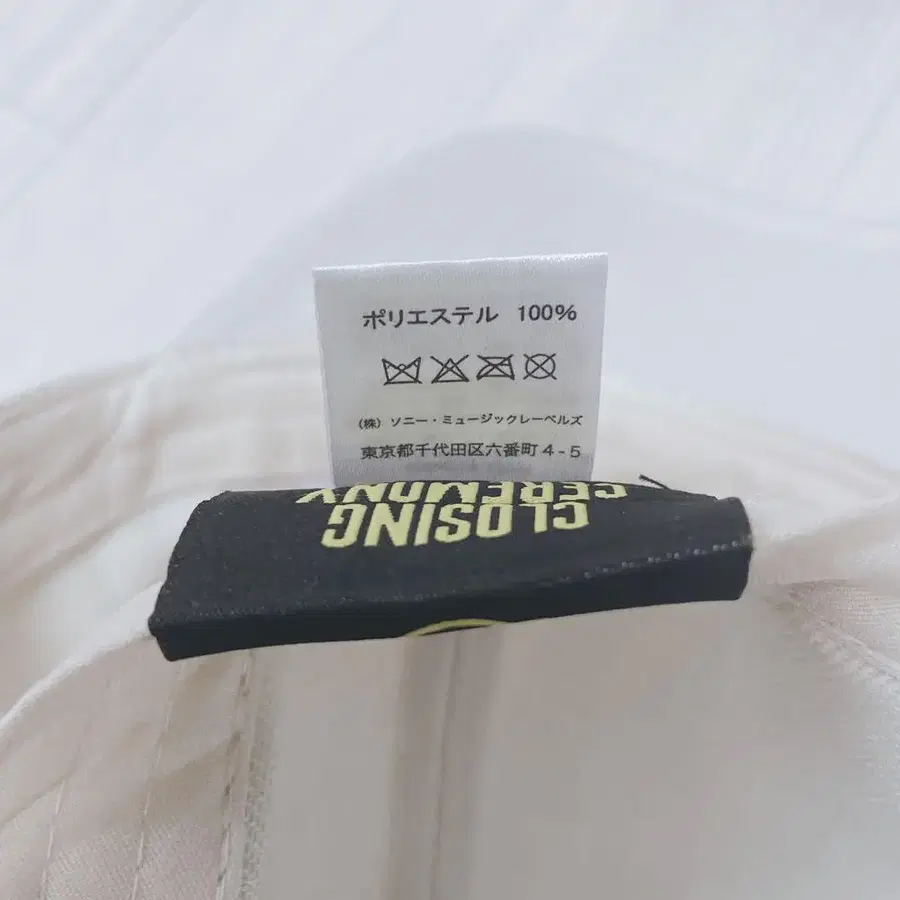 ポリエステル 100%
(株) ソニー・ミュージックレーベルズ
東京都千代田区六番町4-5
CLOSING
CEREMONY